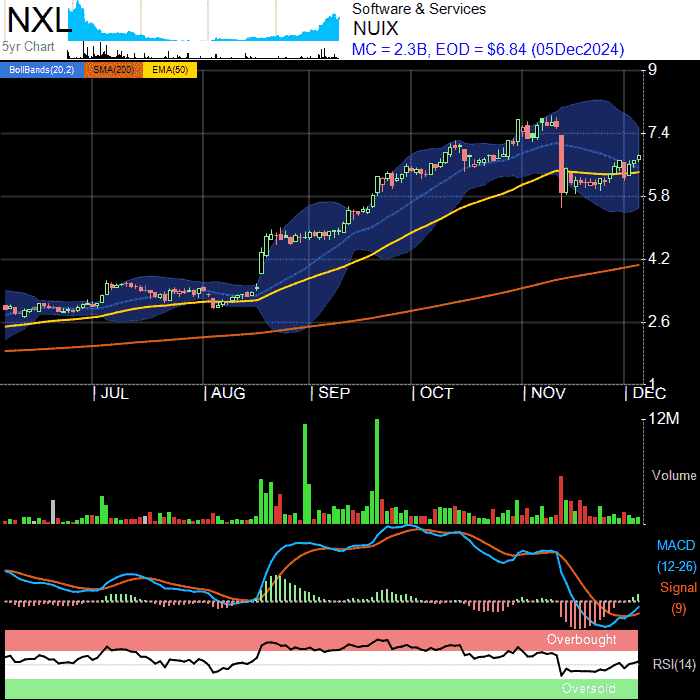 NXL
Software & Services
NUIX
5yr Chart
MC = 2.3B, EOD = $6.84 (05Dec2024)
BollBands(20,2) SMA(200) EMA(50)
9
7.4
5.8
4.2
2.6
1
JUL AUG SEP OCT NOV DEC
12M
Volume
MACD
(12-26)
Signal
(9)
Overbought
RSI(14)
Oversold